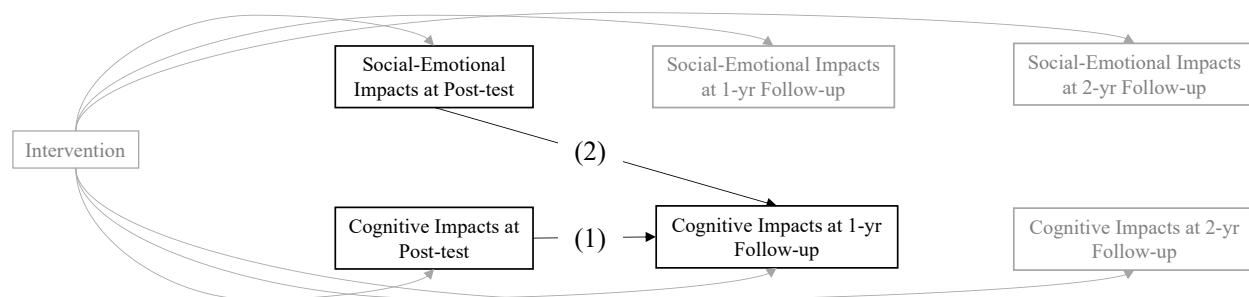 Social-Emotional
Impacts at Post-test
Social-Emotional Impacts
at 1-yr Follow-up
Social-Emotional Impacts
at 2-yr Follow-up
Intervention
(2)
Cognitive Impacts at
Post-test
(1)
Cognitive Impacts at 1-yr
Follow-up
Cognitive Impacts at 2-yr
Follow-up